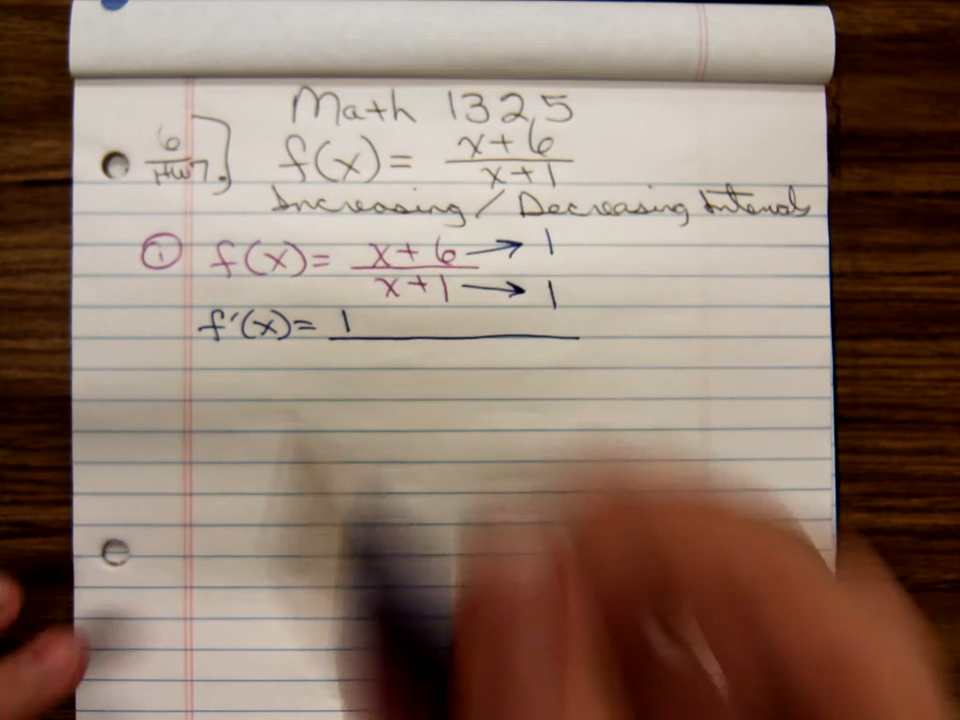 Math 1325
6/HW7] f(x) = (x+6)/(x+1)
Increasing / Decreasing Intervals
① f(x) = (x+6)/(x+1) → 1 → 1
f'(x) = 1